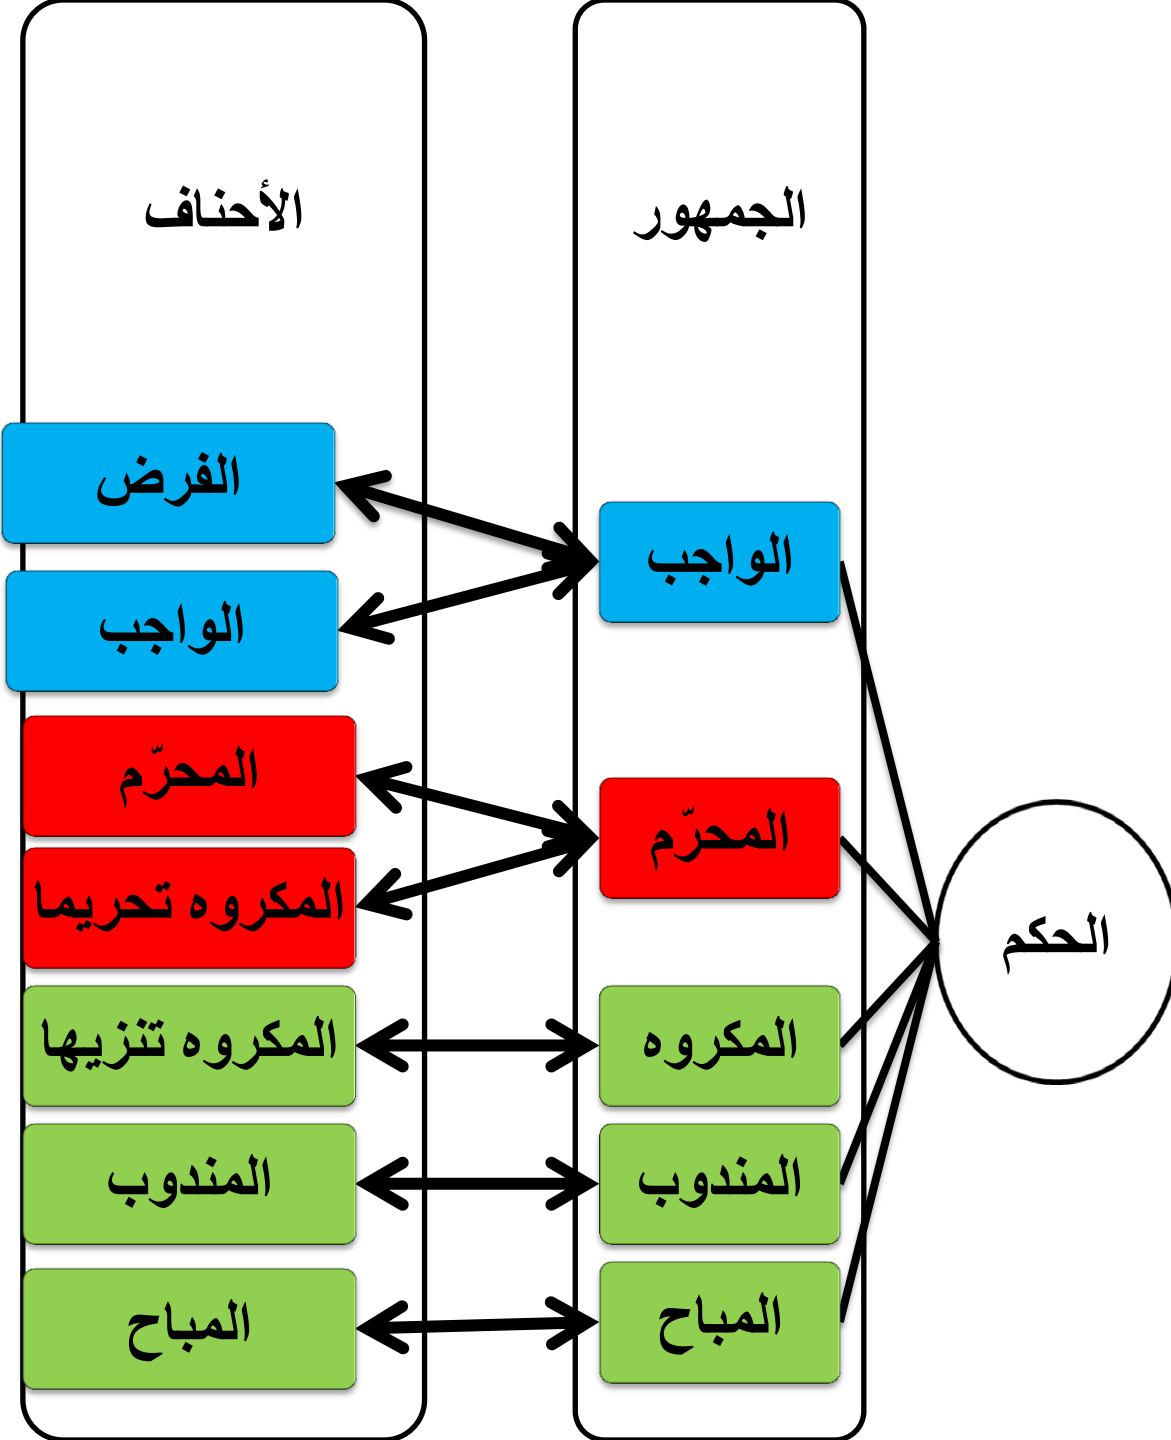 الجمهور
الأحناف
الفرض
الواجب
الواجب
المحرّم
المحرّم
المكروه تحريما
الحكم
المكروه
المكروه تنزيها
المندوب
المندوب
المباح
المباح